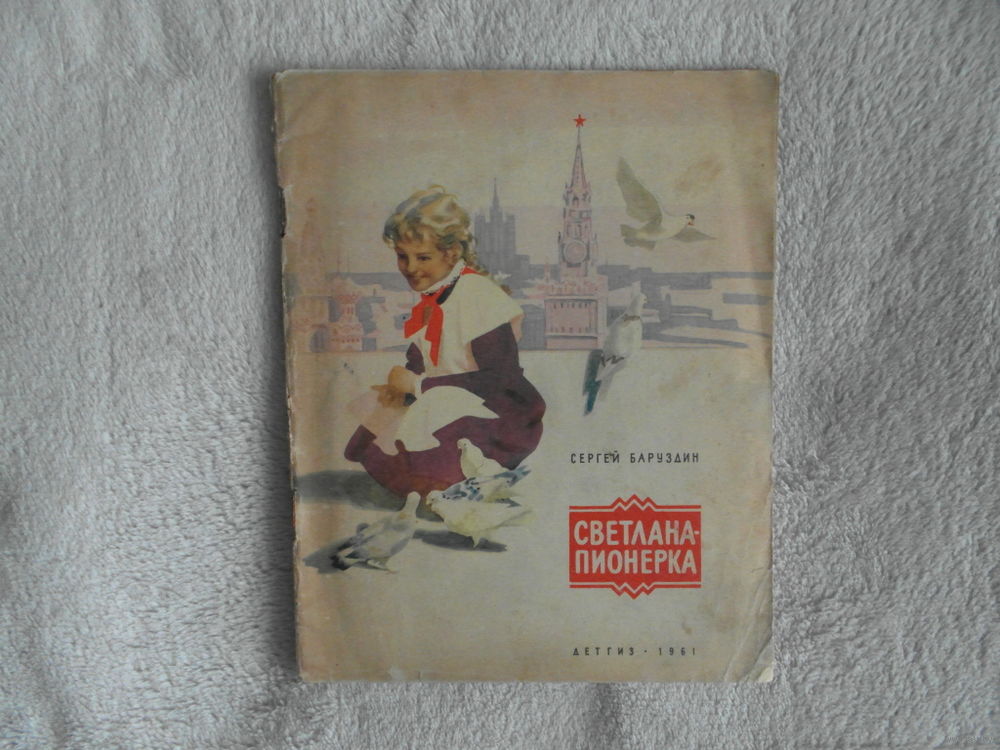 СЕРГЕЙ БАРУЗДИН
СВЕТЛАНА-
ПИОНЕРКА
ДЕТГИЗ · 1961